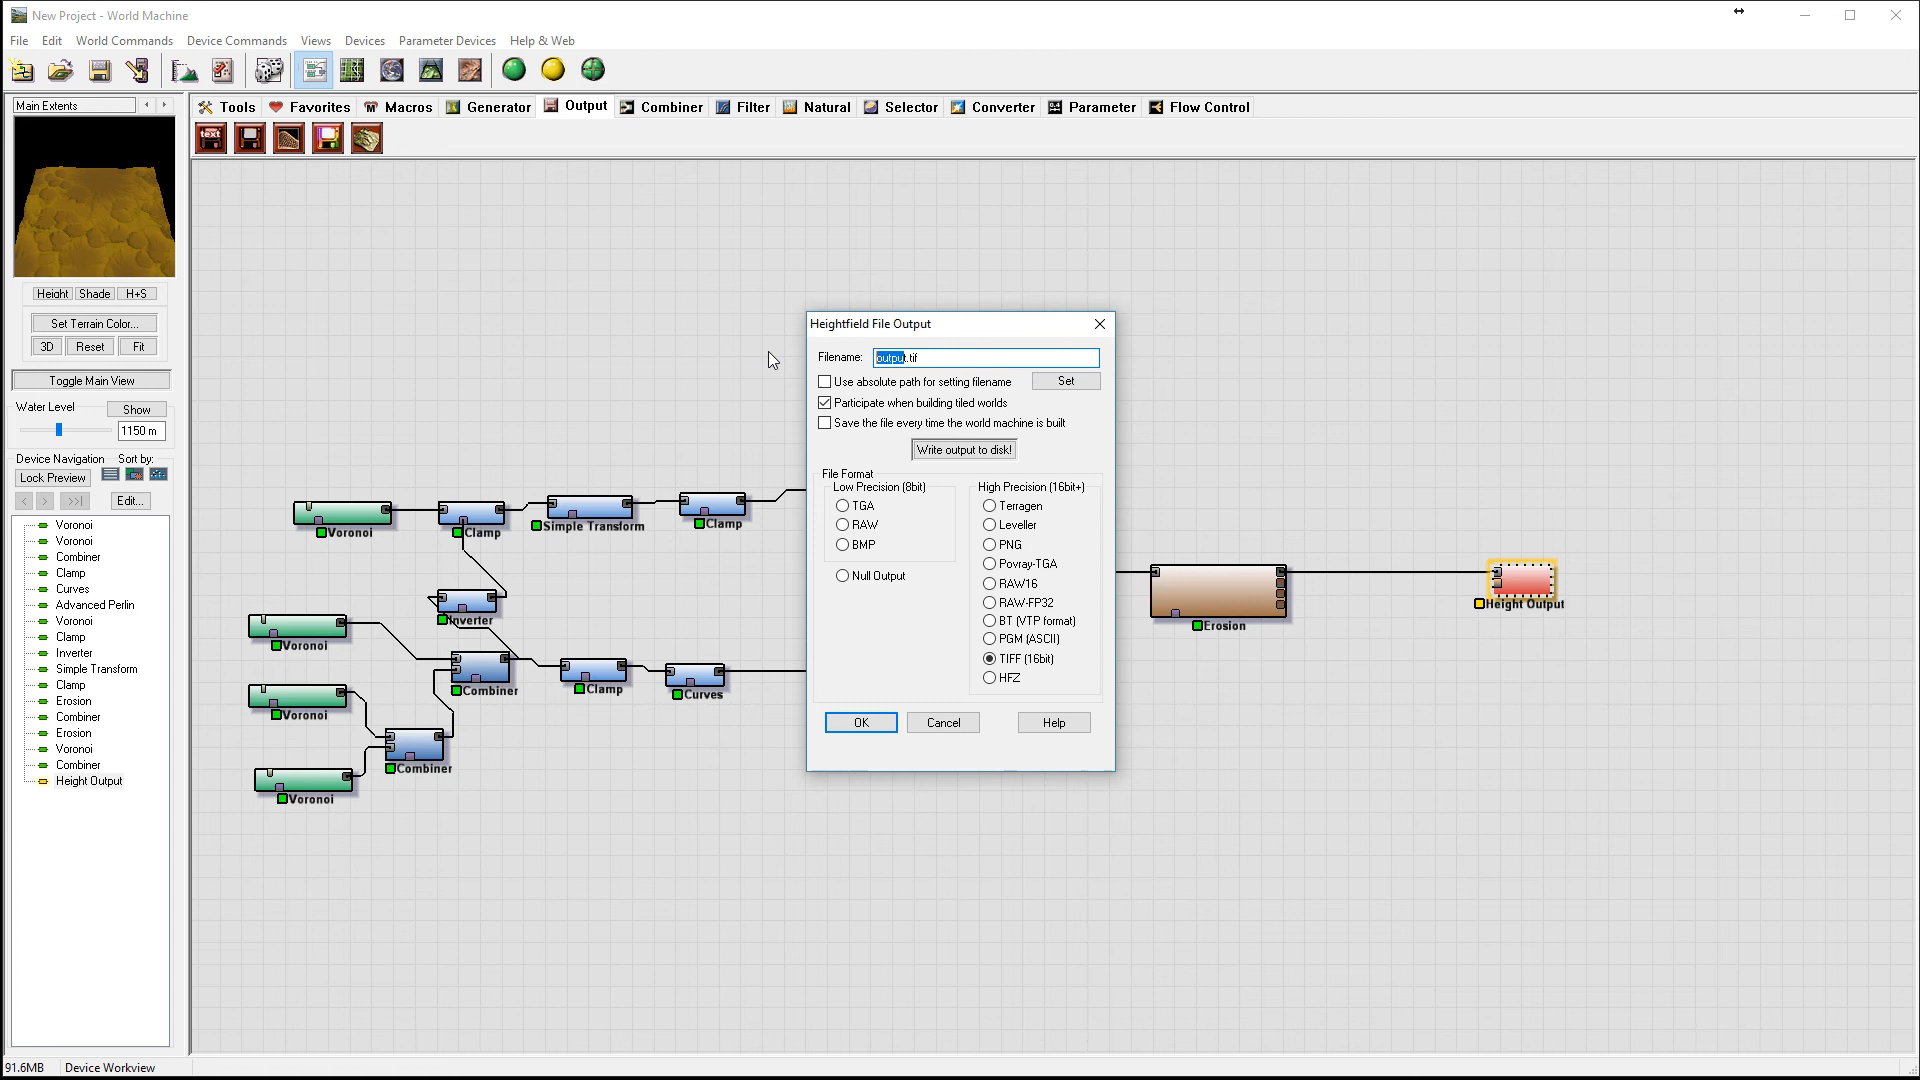 New Project - World Machine
File Edit World Commands Device Commands Views Devices Parameter Devices Help & Web
Main Extents
Tools Favorites Macros Generator Output Combiner Filter Natural Selector Converter Parameter Flow Control
text
Height Shade H+S
Set Terrain Color...
3D Reset Fit
Toggle Main View
Water Level Show
1150 m
Device Navigation Sort by:
Lock Preview
Edit...
Voronoi
Voronoi
Combiner
Clamp
Curves
Advanced Perlin
Voronoi
Clamp
Inverter
Simple Transform
Clamp
Erosion
Combiner
Erosion
Voronoi
Combiner
Height Output
Voronoi
Clamp
Simple Transform
Clamp
Inverter
Voronoi
Combiner
Clamp
Curves
Voronoi
Combiner
Voronoi
Erosion
Height Output
Heightfield File Output
Filename: output.tif
Use absolute path for setting filename Set
Participate when building tiled worlds
Save the file every time the world machine is built
Write output to disk!
File Format
Low Precision (8bit)
TGA
RAW
BMP
Null Output
High Precision (16bit+)
Terragen
Leveller
PNG
Povray-TGA
RAW16
RAW-FP32
BT (VTP format)
PGM (ASCII)
TIFF (16bit)
HFZ
OK Cancel Help
91.6MB Device Workview